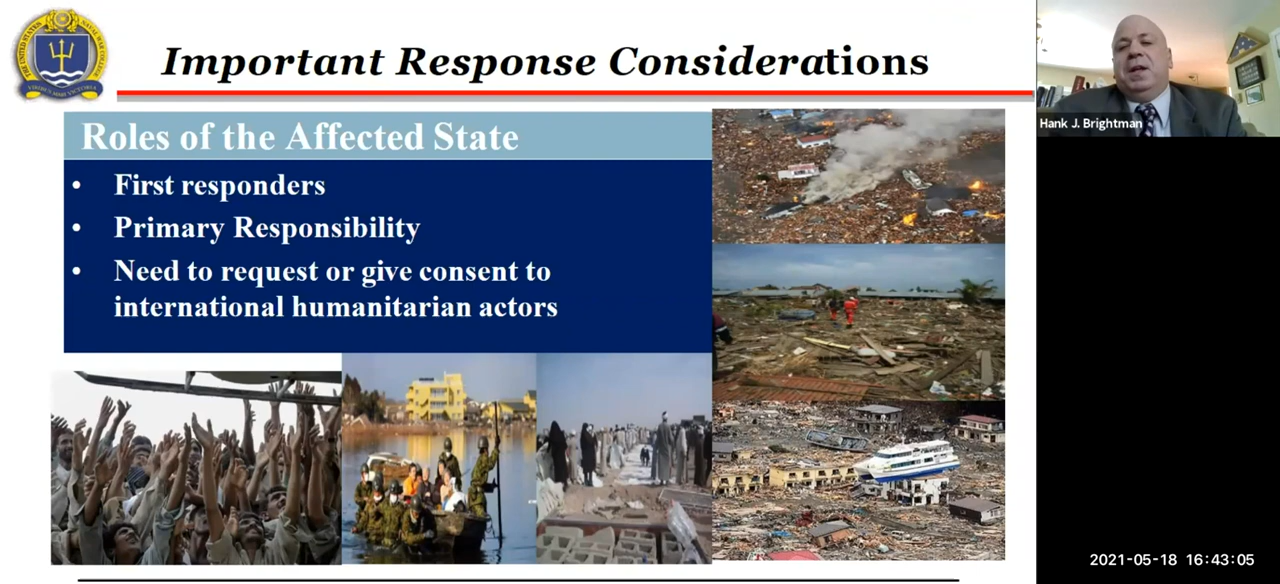 Important Response Considerations
Roles of the Affected State
• First responders
• Primary Responsibility
• Need to request or give consent to
international humanitarian actors
Hank J. Brightman
2021-05-18 16:43:05